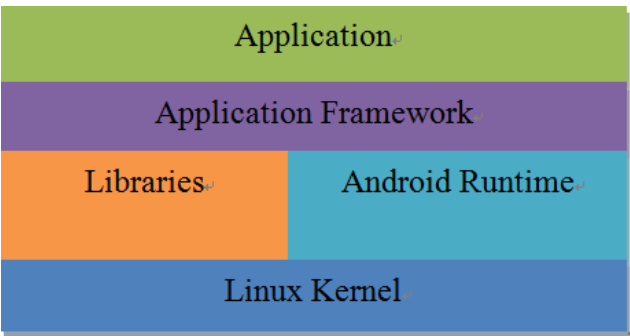 Application
Application Framework
Libraries
Android Runtime
Linux Kernel